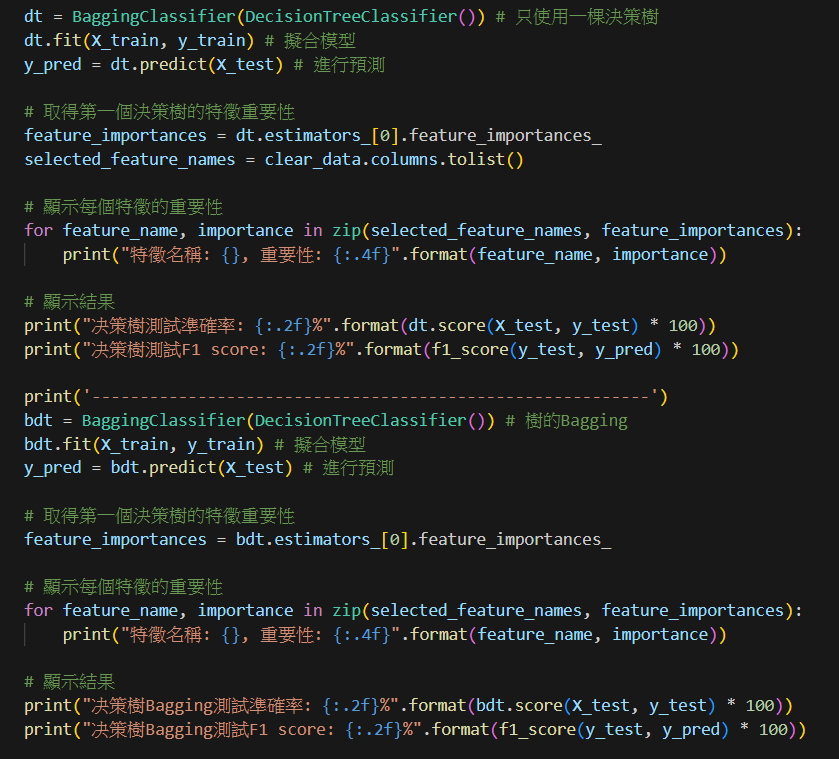 dt = BaggingClassifier(DecisionTreeClassifier()) # 只使用一棵決策樹
dt.fit(X_train, y_train) # 擬合模型
y_pred = dt.predict(X_test) # 進行預測
# 取得第一個決策樹的特徵重要性
feature_importances = dt.estimators_[0].feature_importances_
selected_feature_names = clear_data.columns.tolist()
# 顯示每個特徵的重要性
for feature_name, importance in zip(selected_feature_names, feature_importances):
    print("特徵名稱: {}, 重要性: {:.4f}".format(feature_name, importance))
# 顯示結果
print("決策樹測試準確率: {:.2f}%".format(dt.score(X_test, y_test) * 100))
print("決策樹測試F1 score: {:.2f}%".format(f1_score(y_test, y_pred) * 100))
print('----------------------------------------------------------')
bdt = BaggingClassifier(DecisionTreeClassifier()) # 樹的Bagging
bdt.fit(X_train, y_train) # 擬合模型
y_pred = bdt.predict(X_test) # 進行預測
# 取得第一個決策樹的特徵重要性
feature_importances = bdt.estimators_[0].feature_importances_
# 顯示每個特徵的重要性
for feature_name, importance in zip(selected_feature_names, feature_importances):
    print("特徵名稱: {}, 重要性: {:.4f}".format(feature_name, importance))
# 顯示結果
print("決策樹Bagging測試準確率: {:.2f}%".format(bdt.score(X_test, y_test) * 100))
print("決策樹Bagging測試F1 score: {:.2f}%".format(f1_score(y_test, y_pred) * 100))